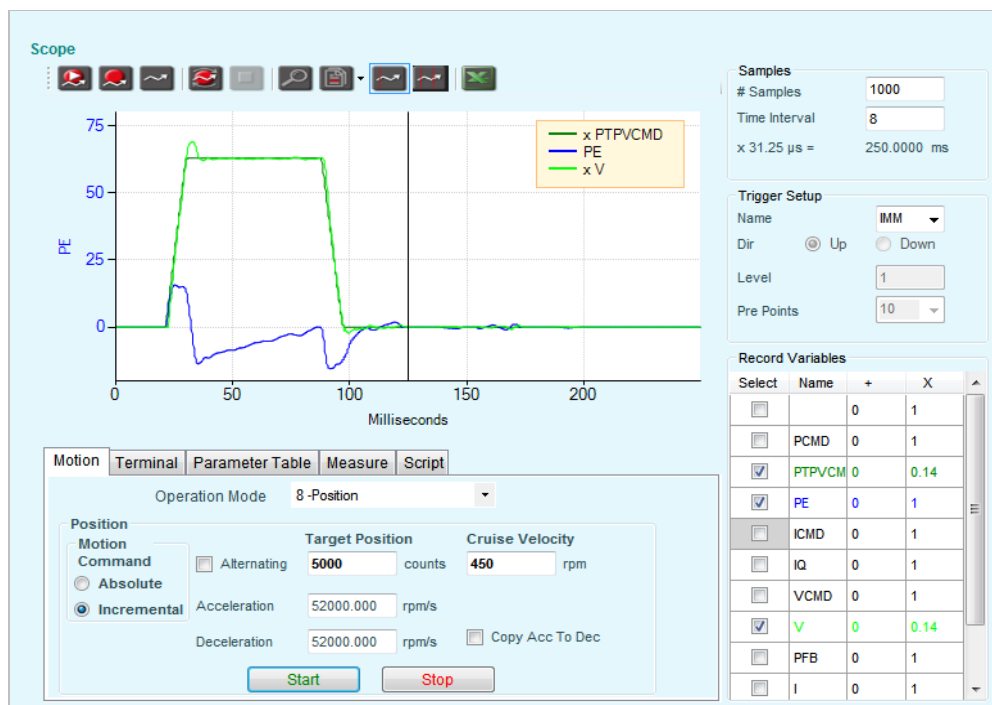 Scope
75
50
25
0
PE
x PTPVCMD
PE
x V
0 50 100 150 200
Milliseconds
Samples
# Samples 1000
Time Interval 8
x 31.25 µs = 250.0000 ms
Trigger Setup
Name IMM
Dir Up Down
Level 1
Pre Points 10
Record Variables
Select Name + X
0 1
PCMD 0 1
PTPVCM 0 0.14
PE 0 1
ICMD 0 1
IQ 0 1
VCMD 0 1
V 0 0.14
PFB 0 1
I 0 1
Motion Terminal Parameter Table Measure Script
Operation Mode 8 -Position
Position
Motion Command
Absolute
Incremental
Target Position Cruise Velocity
Alternating 5000 counts 450 rpm
Acceleration 52000.000 rpm/s
Deceleration 52000.000 rpm/s Copy Acc To Dec
Start Stop